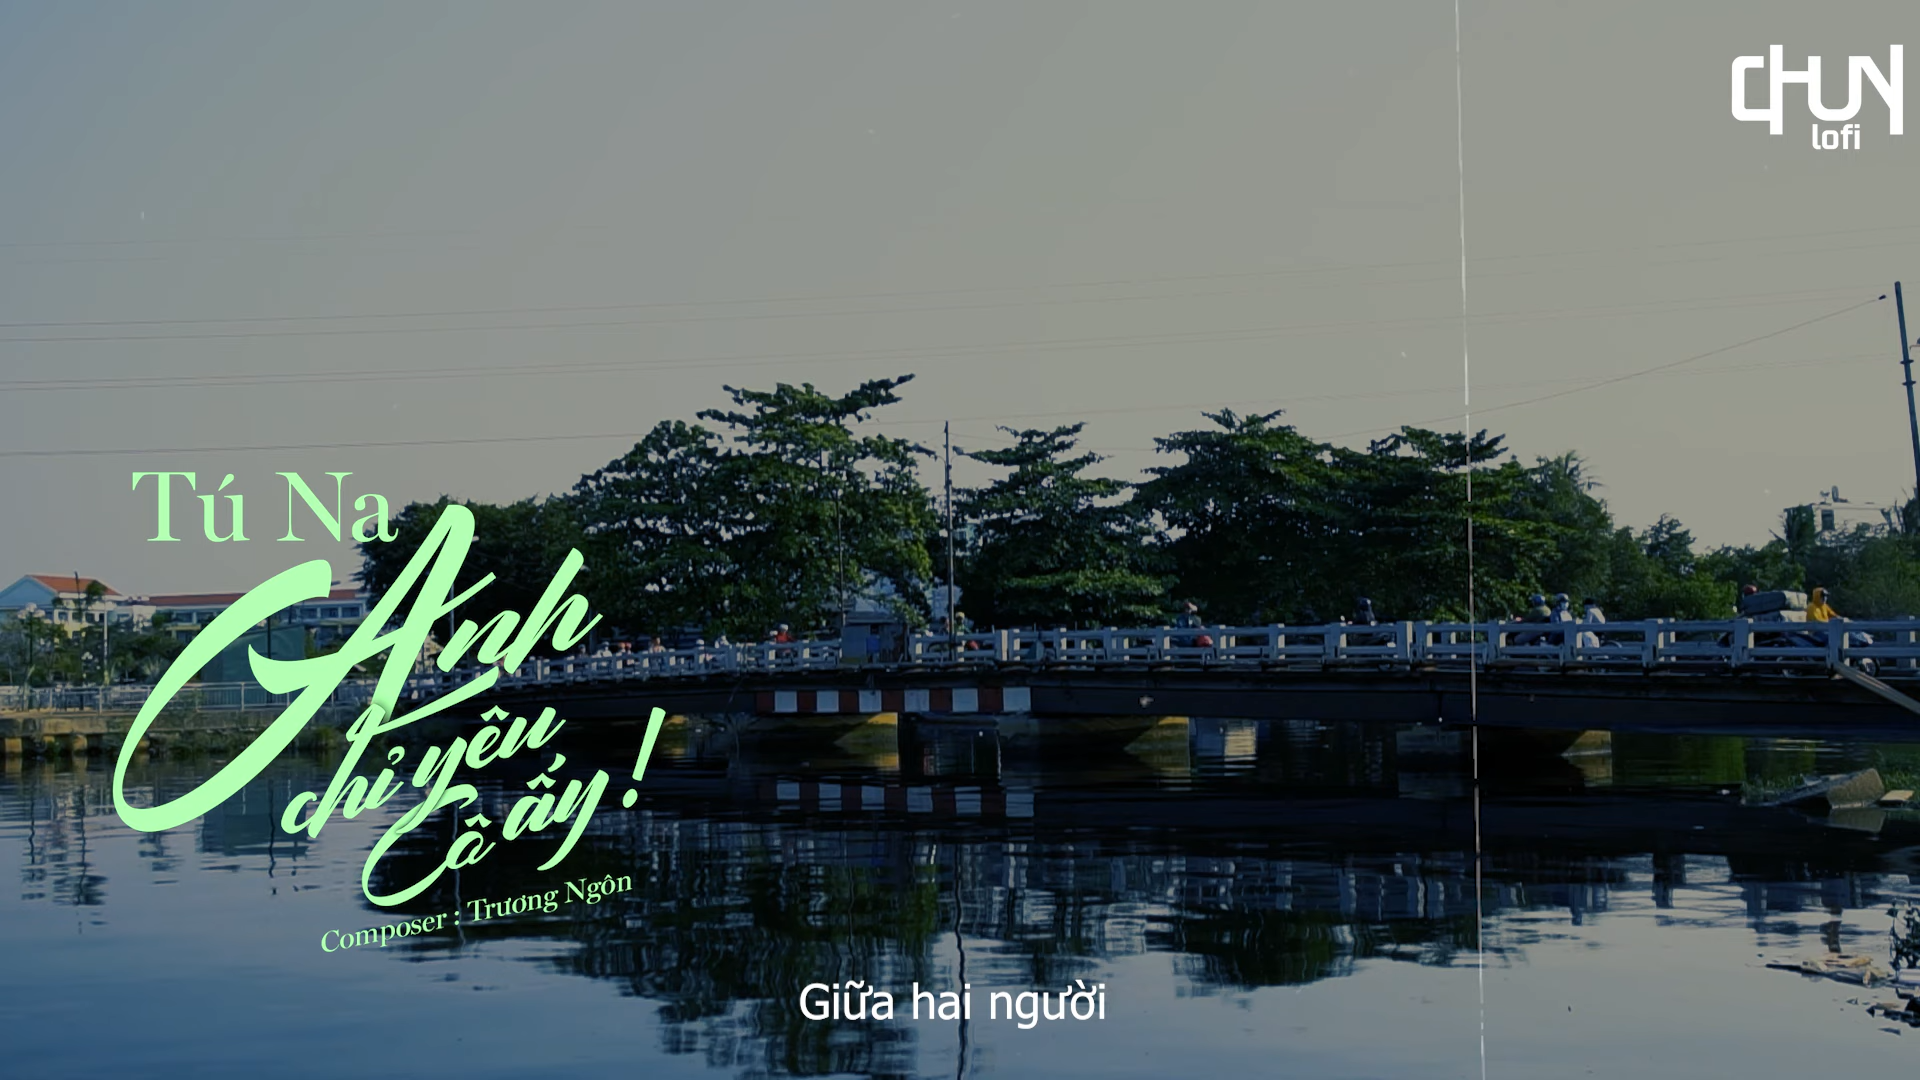 CHUN
lofi
Tú Na
Anh
chỉ yêu
Cô ấy !
Composer : Trương Ngôn
Giữa hai người